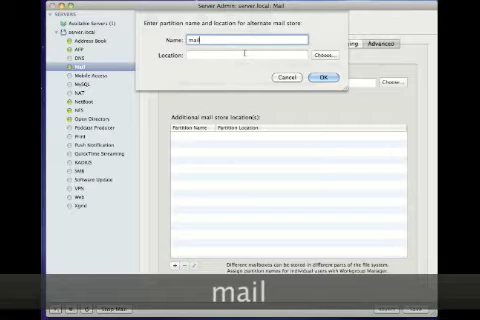 Server Admin: server.local: Mail
SERVERS
Available Servers (1)
server.local
Address Book
AFP
DNS
Mail
Mobile Access
MySQL
NAT
NetBoot
NFS
Open Directory
Podcast Producer
Print
Push Notification
QuickTime Streaming
RADIUS
SMB
Software Update
VPN
Web
Xgrid
Enter partition name and location for alternate mail store:
Name: mail
Location:
Choose...
Cancel
OK
Advanced
Choose...
Additional mail store location(s):
Partition Name
Partition Location
Different mailboxes can be stored in different parts of the file system.
Assign partition names for individual users with Workgroup Manager.
Stop Mail
Save
mail